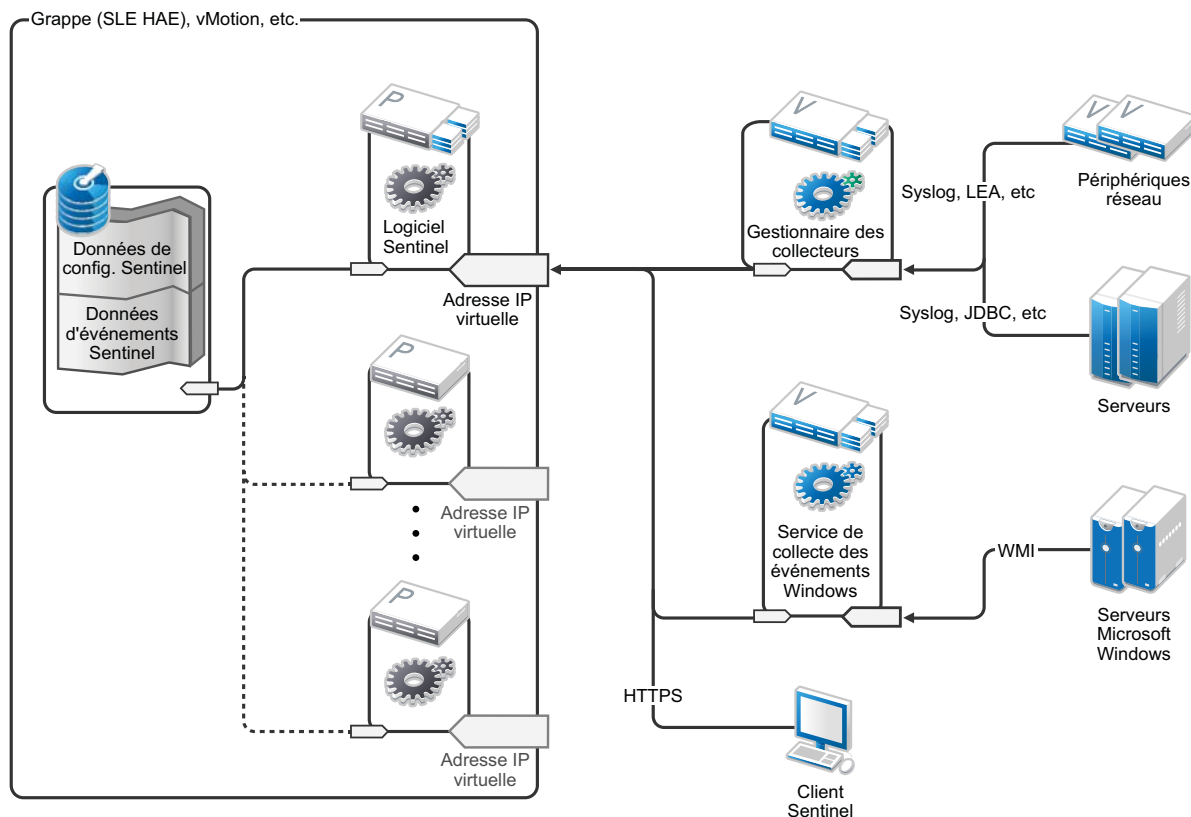 Grappe (SLE HAE), vMotion, etc.
P
Logiciel
Sentinel
Données de
config. Sentinel
Données
d'événements
Sentinel
Adresse IP
virtuelle
P
Adresse IP
virtuelle
P
Adresse IP
virtuelle
V
Gestionnaire des
collecteurs
Syslog, LEA, etc
V
V
Périphériques
réseau
Syslog, JDBC, etc
Serveurs
V
Service de
collecte des
événements
Windows
WMI
Serveurs
Microsoft
Windows
HTTPS
Client
Sentinel